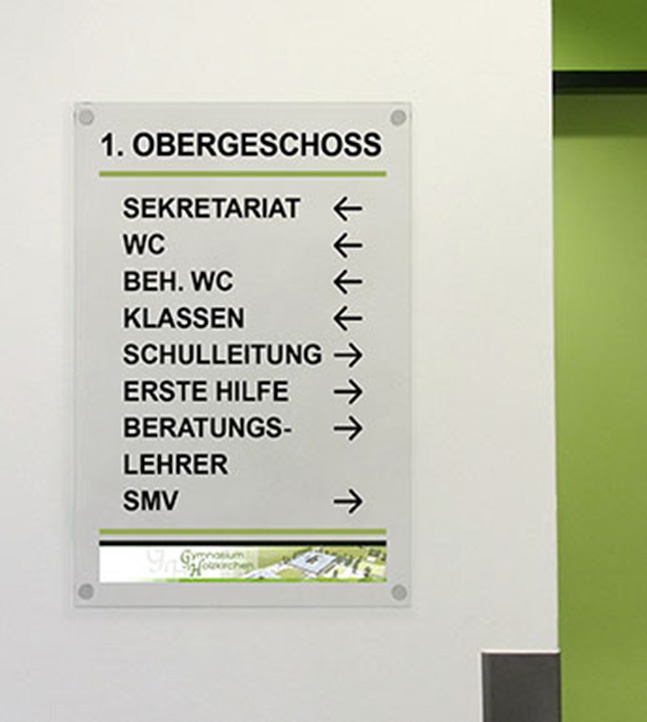 1. OBERGESCHOSS
SEKRETARIAT ←
WC ←
BEH. WC ←
KLASSEN ←
SCHULLEITUNG →
ERSTE HILFE →
BERATUNGS- →
LEHRER
SMV →
Gymnasium
Holzkirchen